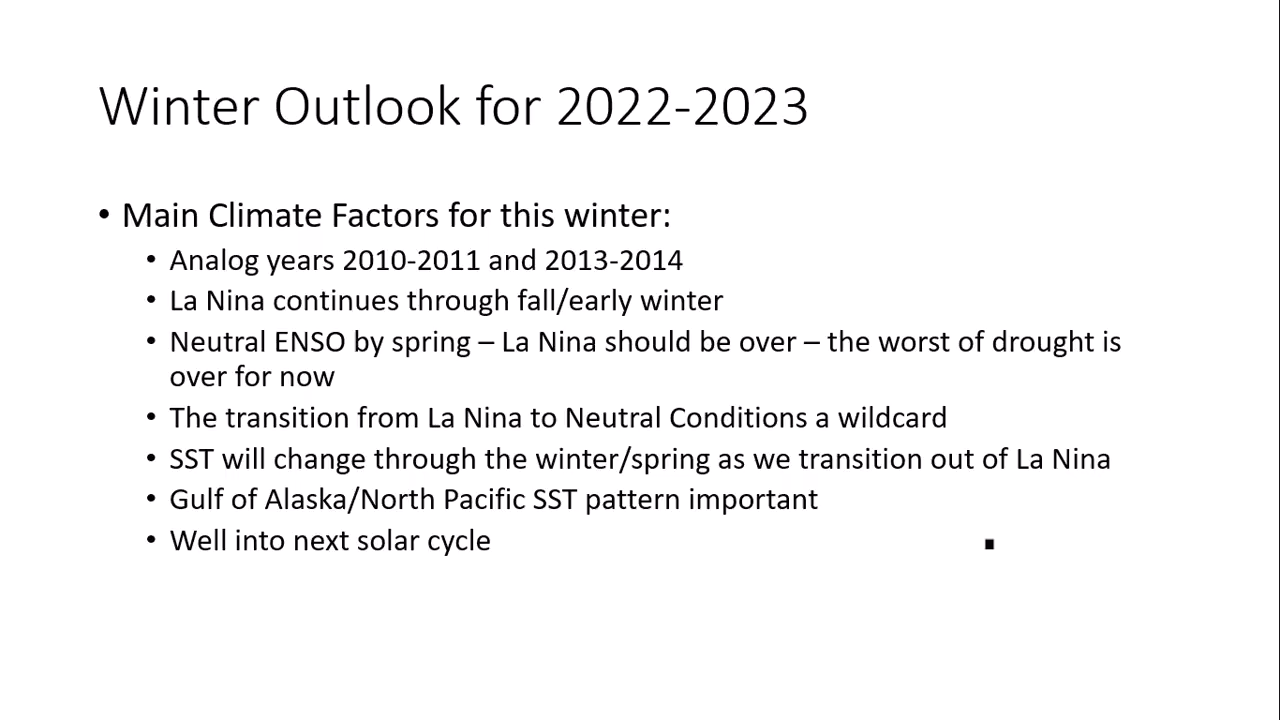 Winter Outlook for 2022-2023
• Main Climate Factors for this winter:
• Analog years 2010-2011 and 2013-2014
• La Nina continues through fall/early winter
• Neutral ENSO by spring – La Nina should be over – the worst of drought is
over for now
• The transition from La Nina to Neutral Conditions a wildcard
• SST will change through the winter/spring as we transition out of La Nina
• Gulf of Alaska/North Pacific SST pattern important
• Well into next solar cycle